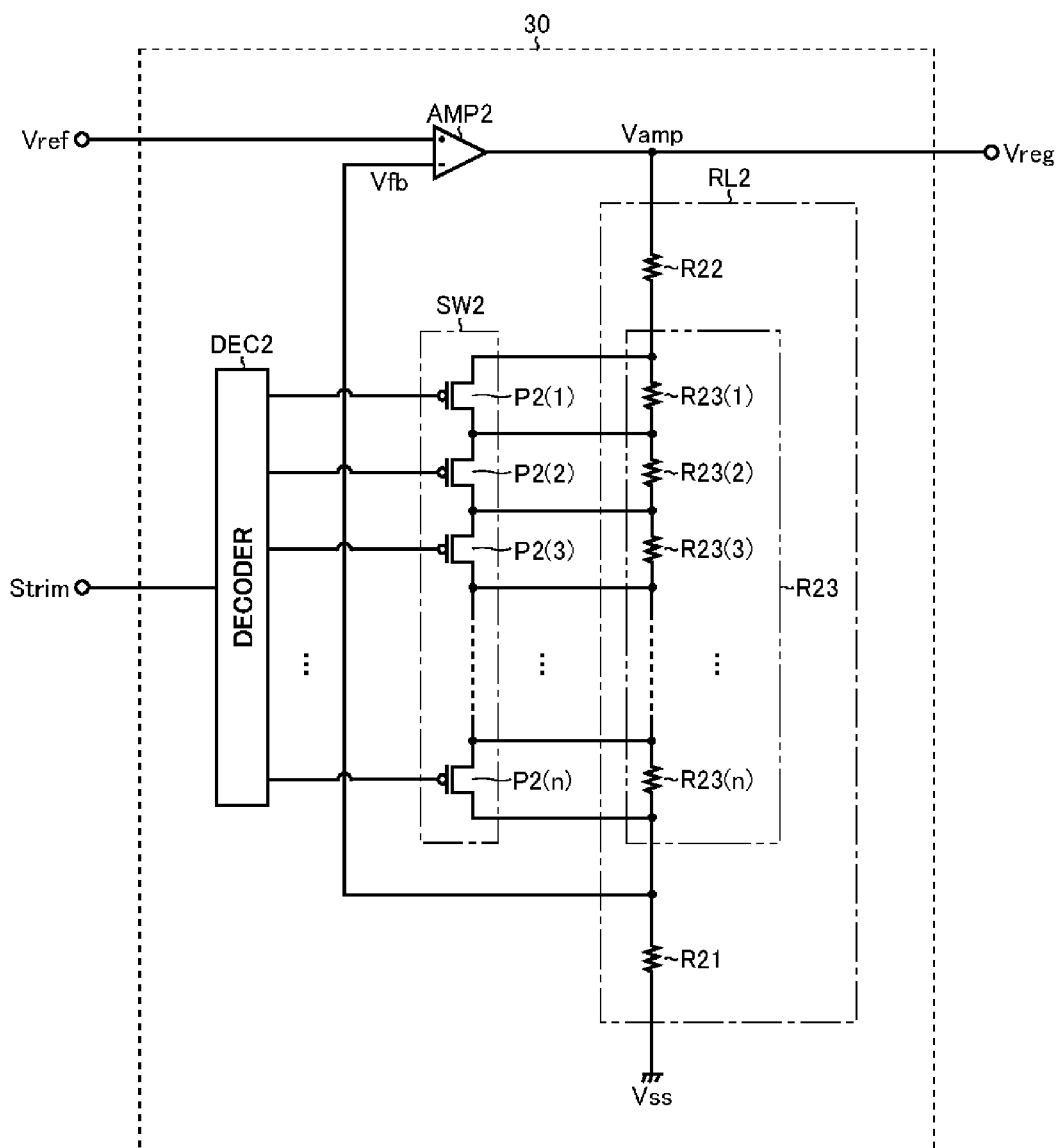 30
AMP2
Vref
Vfb
Vamp
Vreg
RL2
R22
SW2
DEC2
P2(1)
R23(1)
P2(2)
R23(2)
P2(3)
R23(3)
Strim
DECODER
R23
⋮
⋮
⋮
P2(n)
R23(n)
R21
Vss